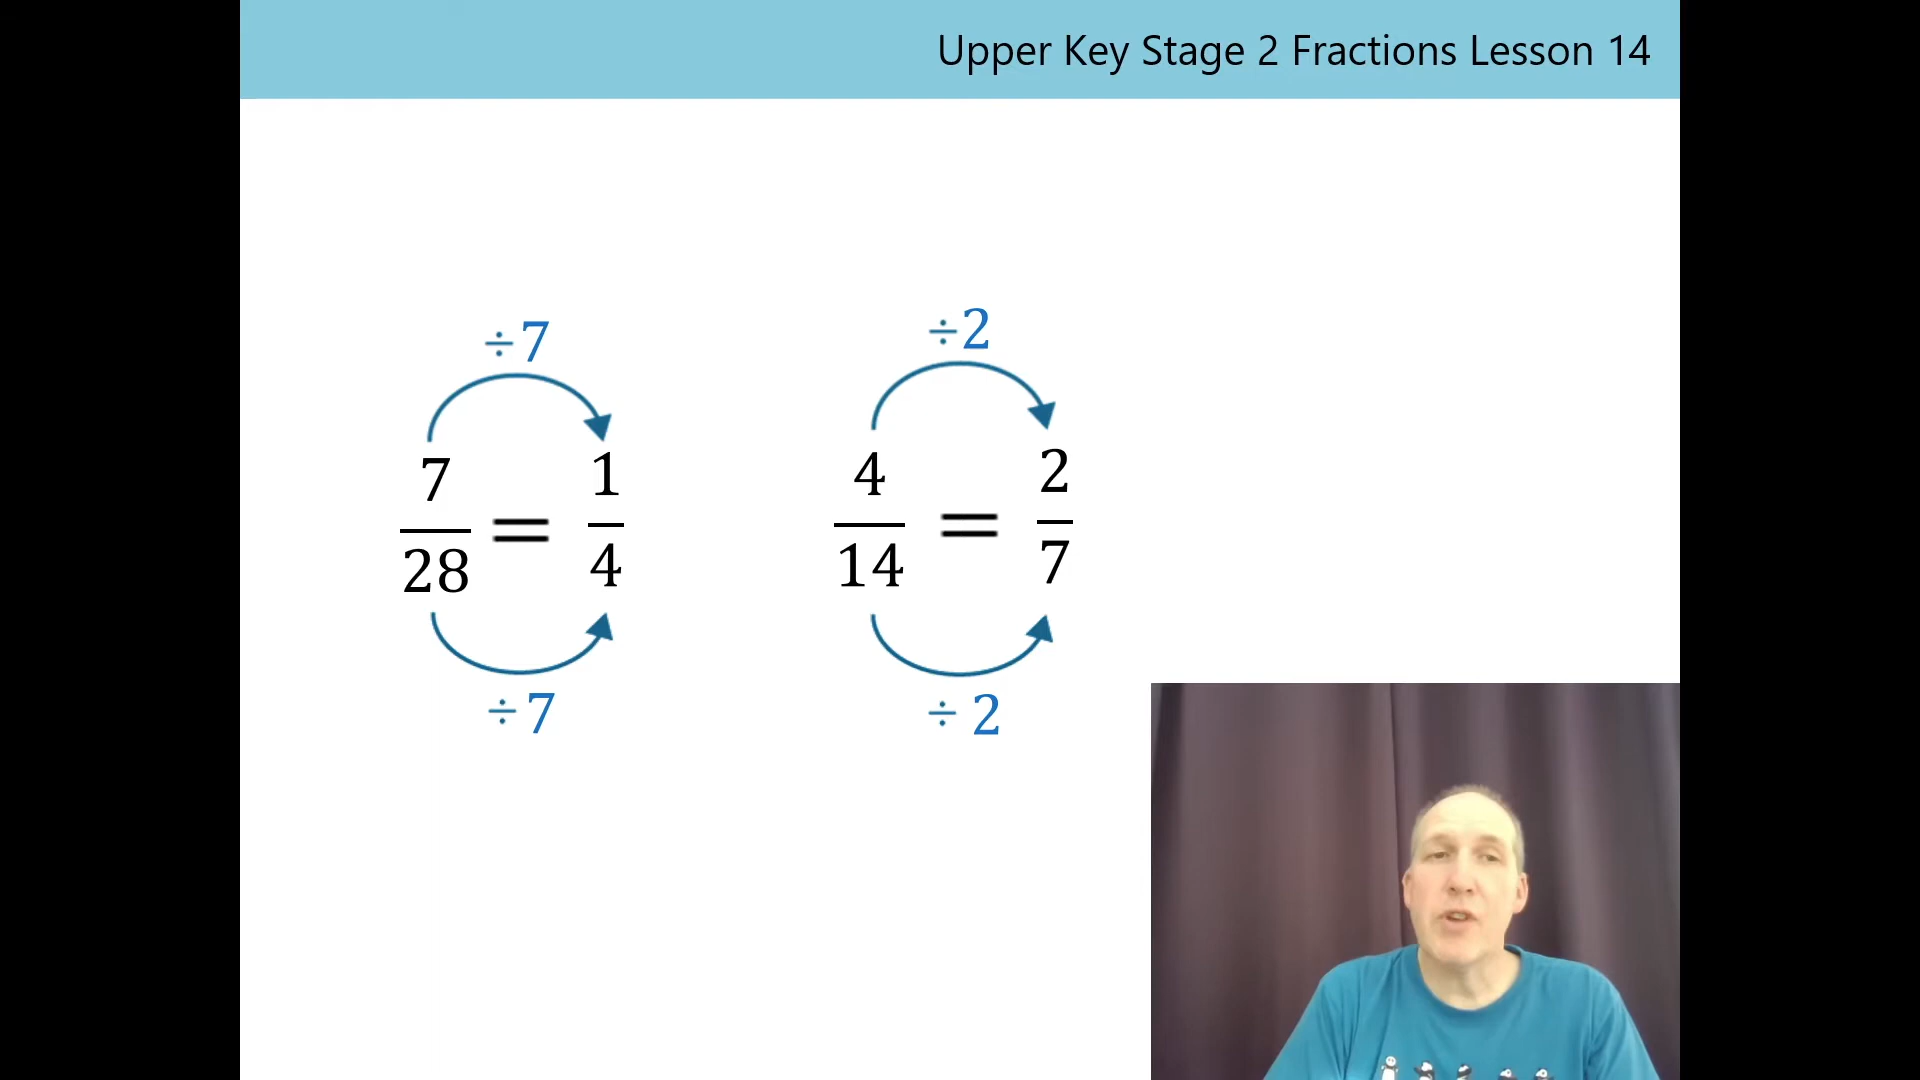 Upper Key Stage 2 Fractions Lesson 14
÷7
7/28 = 1/4
÷7
÷2
4/14 = 2/7
÷ 2